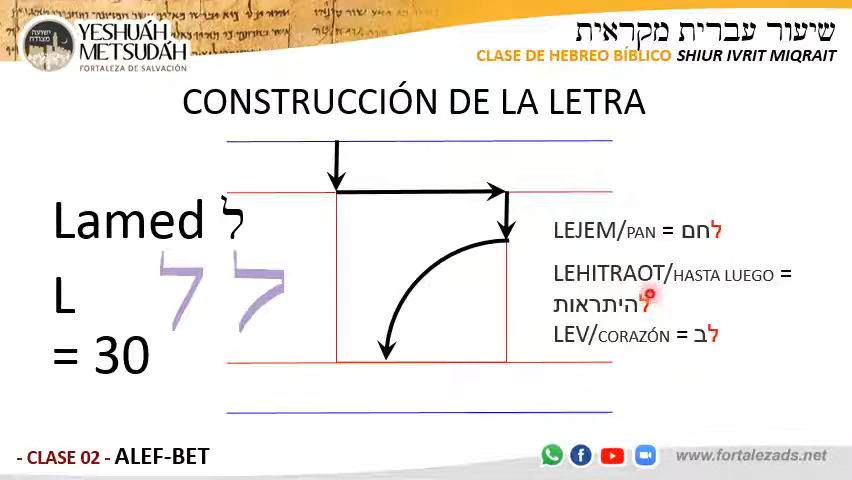 YESHUÁH
METSUDÁH
FORTALEZA DE SALVACIÓN
שיעור עברית מקראית
CLASE DE HEBREO BÍBLICO SHIUR IVRIT MIQRAIT
CONSTRUCCIÓN DE LA LETRA
Lamed ל
L
= 30
ל ל
LEJEM/PAN = לחם
LEHITRAOT/HASTA LUEGO =
להיתראות
LEV/CORAZÓN = לב
- CLASE 02 - ALEF-BET
www.fortalezads.net